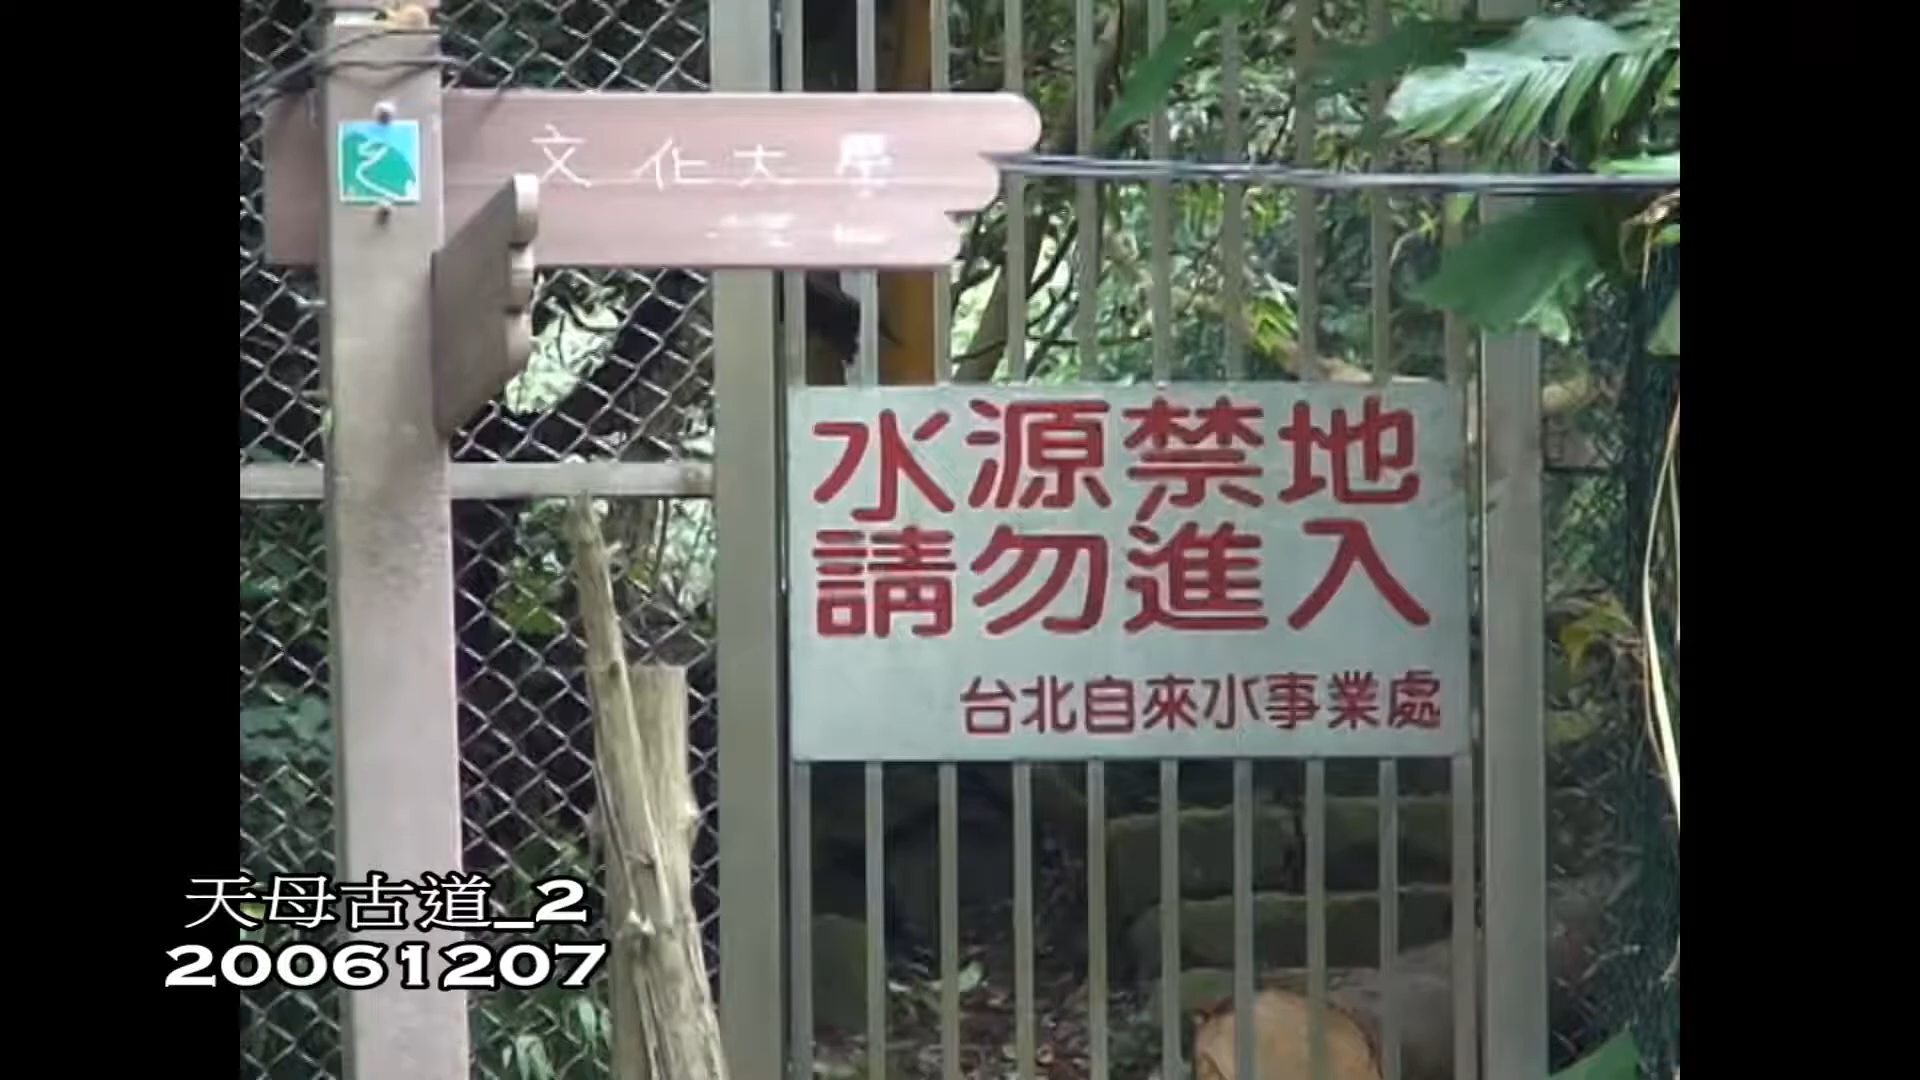 文化大學
水源禁地
請勿進入
台北自來水事業處
天母古道_2
20061207